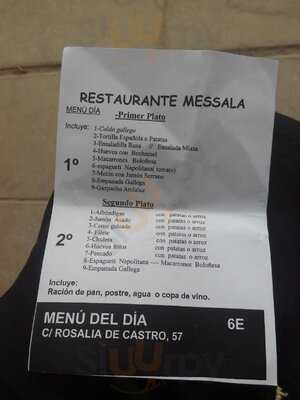 RESTAURANTE MESSALA
MENÚ DÍA
-Primer Plato
Incluye:
1-Caldo gallego
2-Tortilla Española o Patatas
3-Ensaladilla Rusa // Ensalada Mixta
4-Huevos con Bechamel
5-Macarrones Boloñesa
6-espagueti Napolitana( tomate)
7-Melón con Jamón Serrano
8-Empanada Gallega
9-Gazpacho Andaluz
1º
Segundo Plato
1-Albóndigas con patatas o arroz
2-Jamón Asado con patatas o arroz
3-Carne guisada con patatas o arroz
4-Filete con patatas o arroz
5-Chuleta con patatas o arroz
6-Huevos fritos con patatas o arroz
7-Pescado con patatas o arroz
8-Espagueti Napolitana ---- Macarrones Boloñesa
9-Empanada Gallega
2º
Incluye:
Ración de pan, postre, agua o copa de vino.
MENÚ DEL DÍA 6E
C/ ROSALIA DE CASTRO, 57